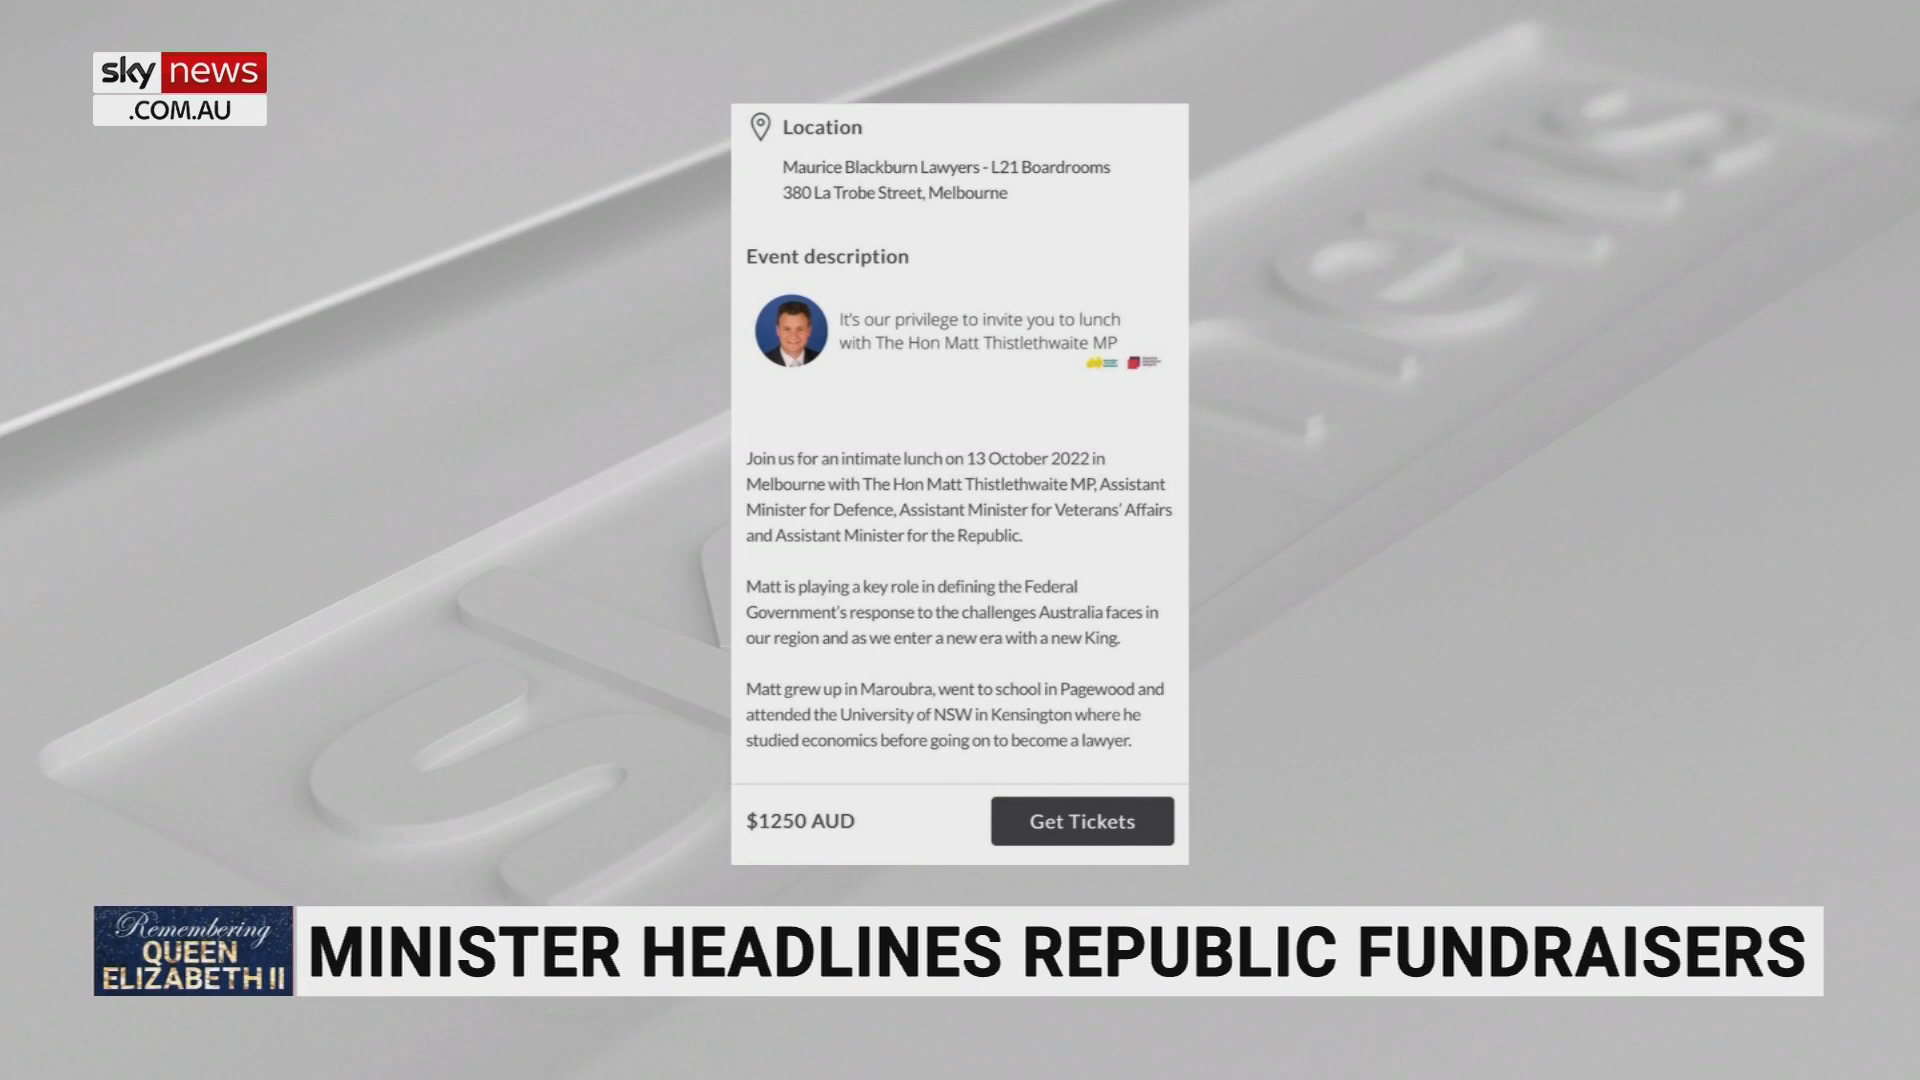 sky news
.COM.AU
Location
Maurice Blackburn Lawyers - L21 Boardrooms
380 La Trobe Street, Melbourne
Event description
It's our privilege to invite you to lunch
with The Hon Matt Thistlethwaite MP
Join us for an intimate lunch on 13 October 2022 in
Melbourne with The Hon Matt Thistlethwaite MP, Assistant
Minister for Defence, Assistant Minister for Veterans' Affairs
and Assistant Minister for the Republic.
Matt is playing a key role in defining the Federal
Government's response to the challenges Australia faces in
our region and as we enter a new era with a new King.
Matt grew up in Maroubra, went to school in Pagewood and
attended the University of NSW in Kensington where he
studied economics before going on to become a lawyer.
$1250 AUD
Get Tickets
Remembering
QUEEN
ELIZABETH II
MINISTER HEADLINES REPUBLIC FUNDRAISERS